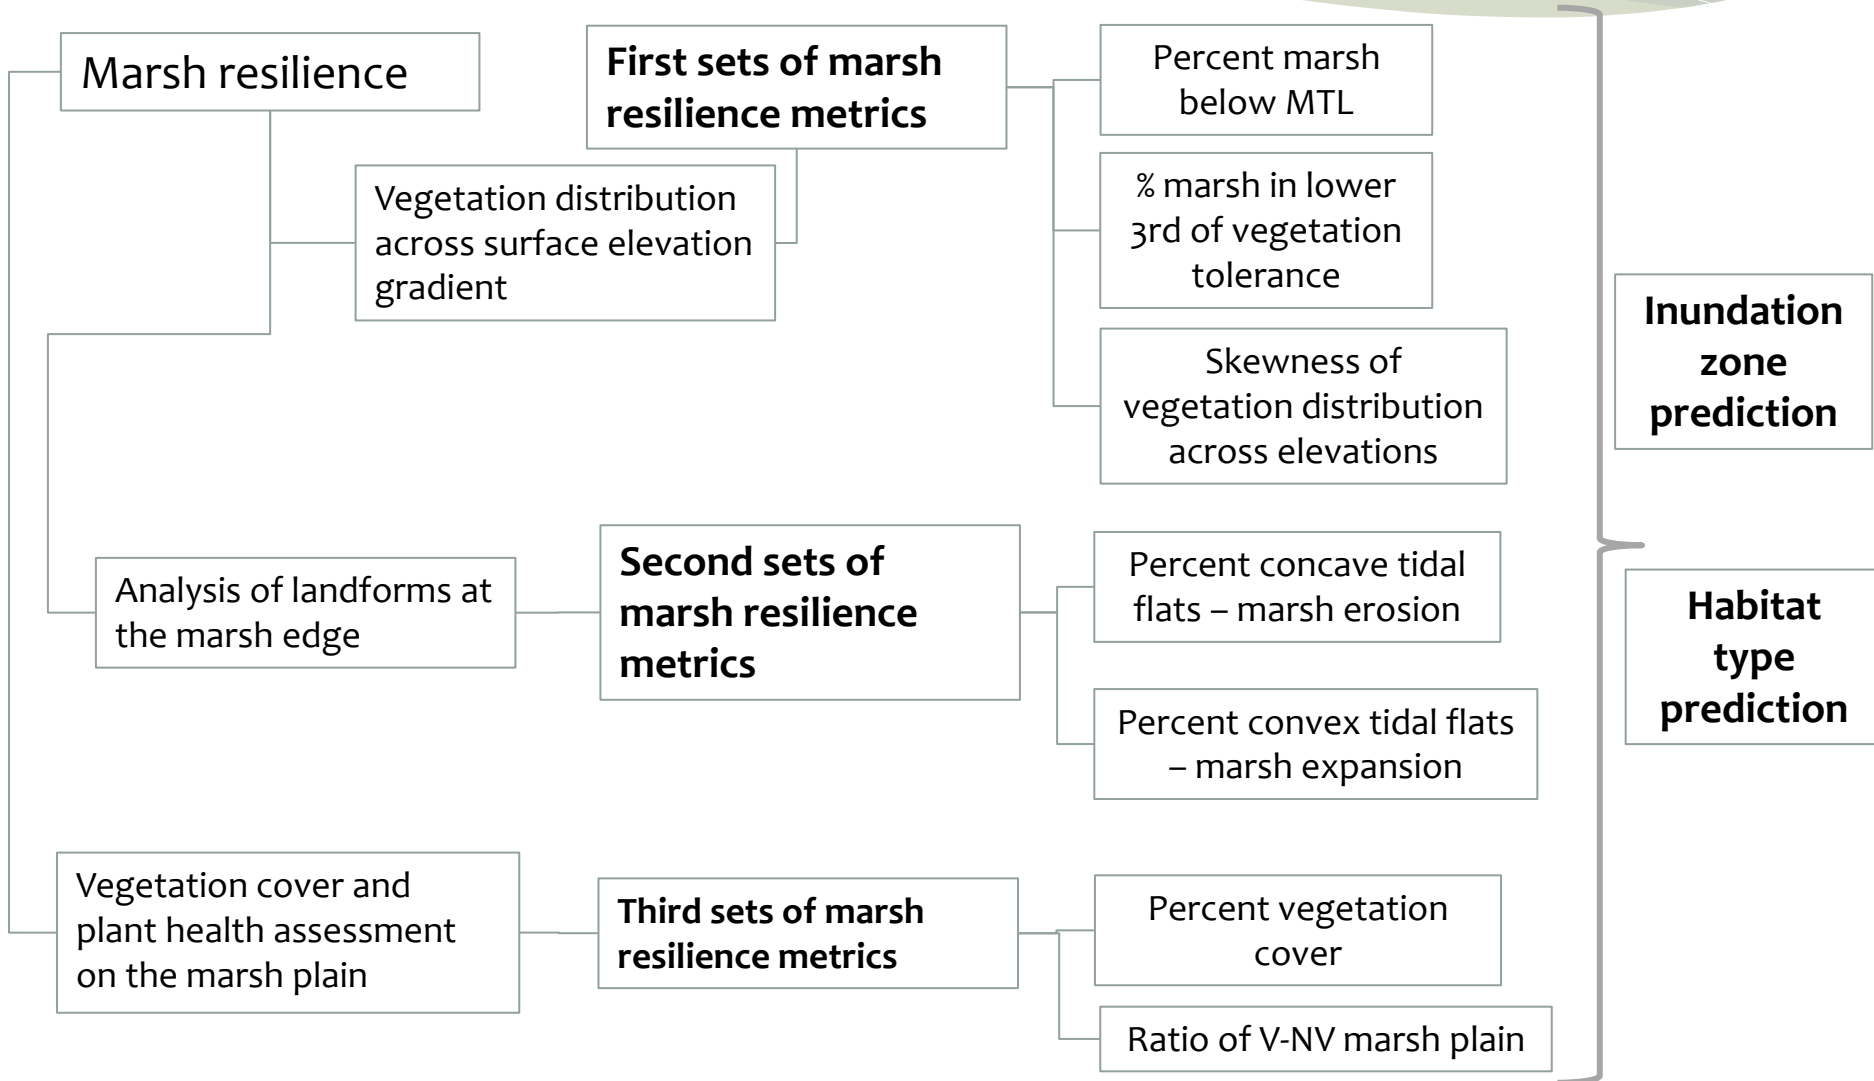 Marsh resilience
Vegetation distribution
across surface elevation
gradient
First sets of marsh
resilience metrics
Percent marsh
below MTL
% marsh in lower
3rd of vegetation
tolerance
Skewness of
vegetation distribution
across elevations
Analysis of landforms at
the marsh edge
Second sets of
marsh resilience
metrics
Percent concave tidal
flats – marsh erosion
Percent convex tidal flats
– marsh expansion
Vegetation cover and
plant health assessment
on the marsh plain
Third sets of marsh
resilience metrics
Percent vegetation
cover
Ratio of V-NV marsh plain
Inundation
zone
prediction
Habitat
type
prediction